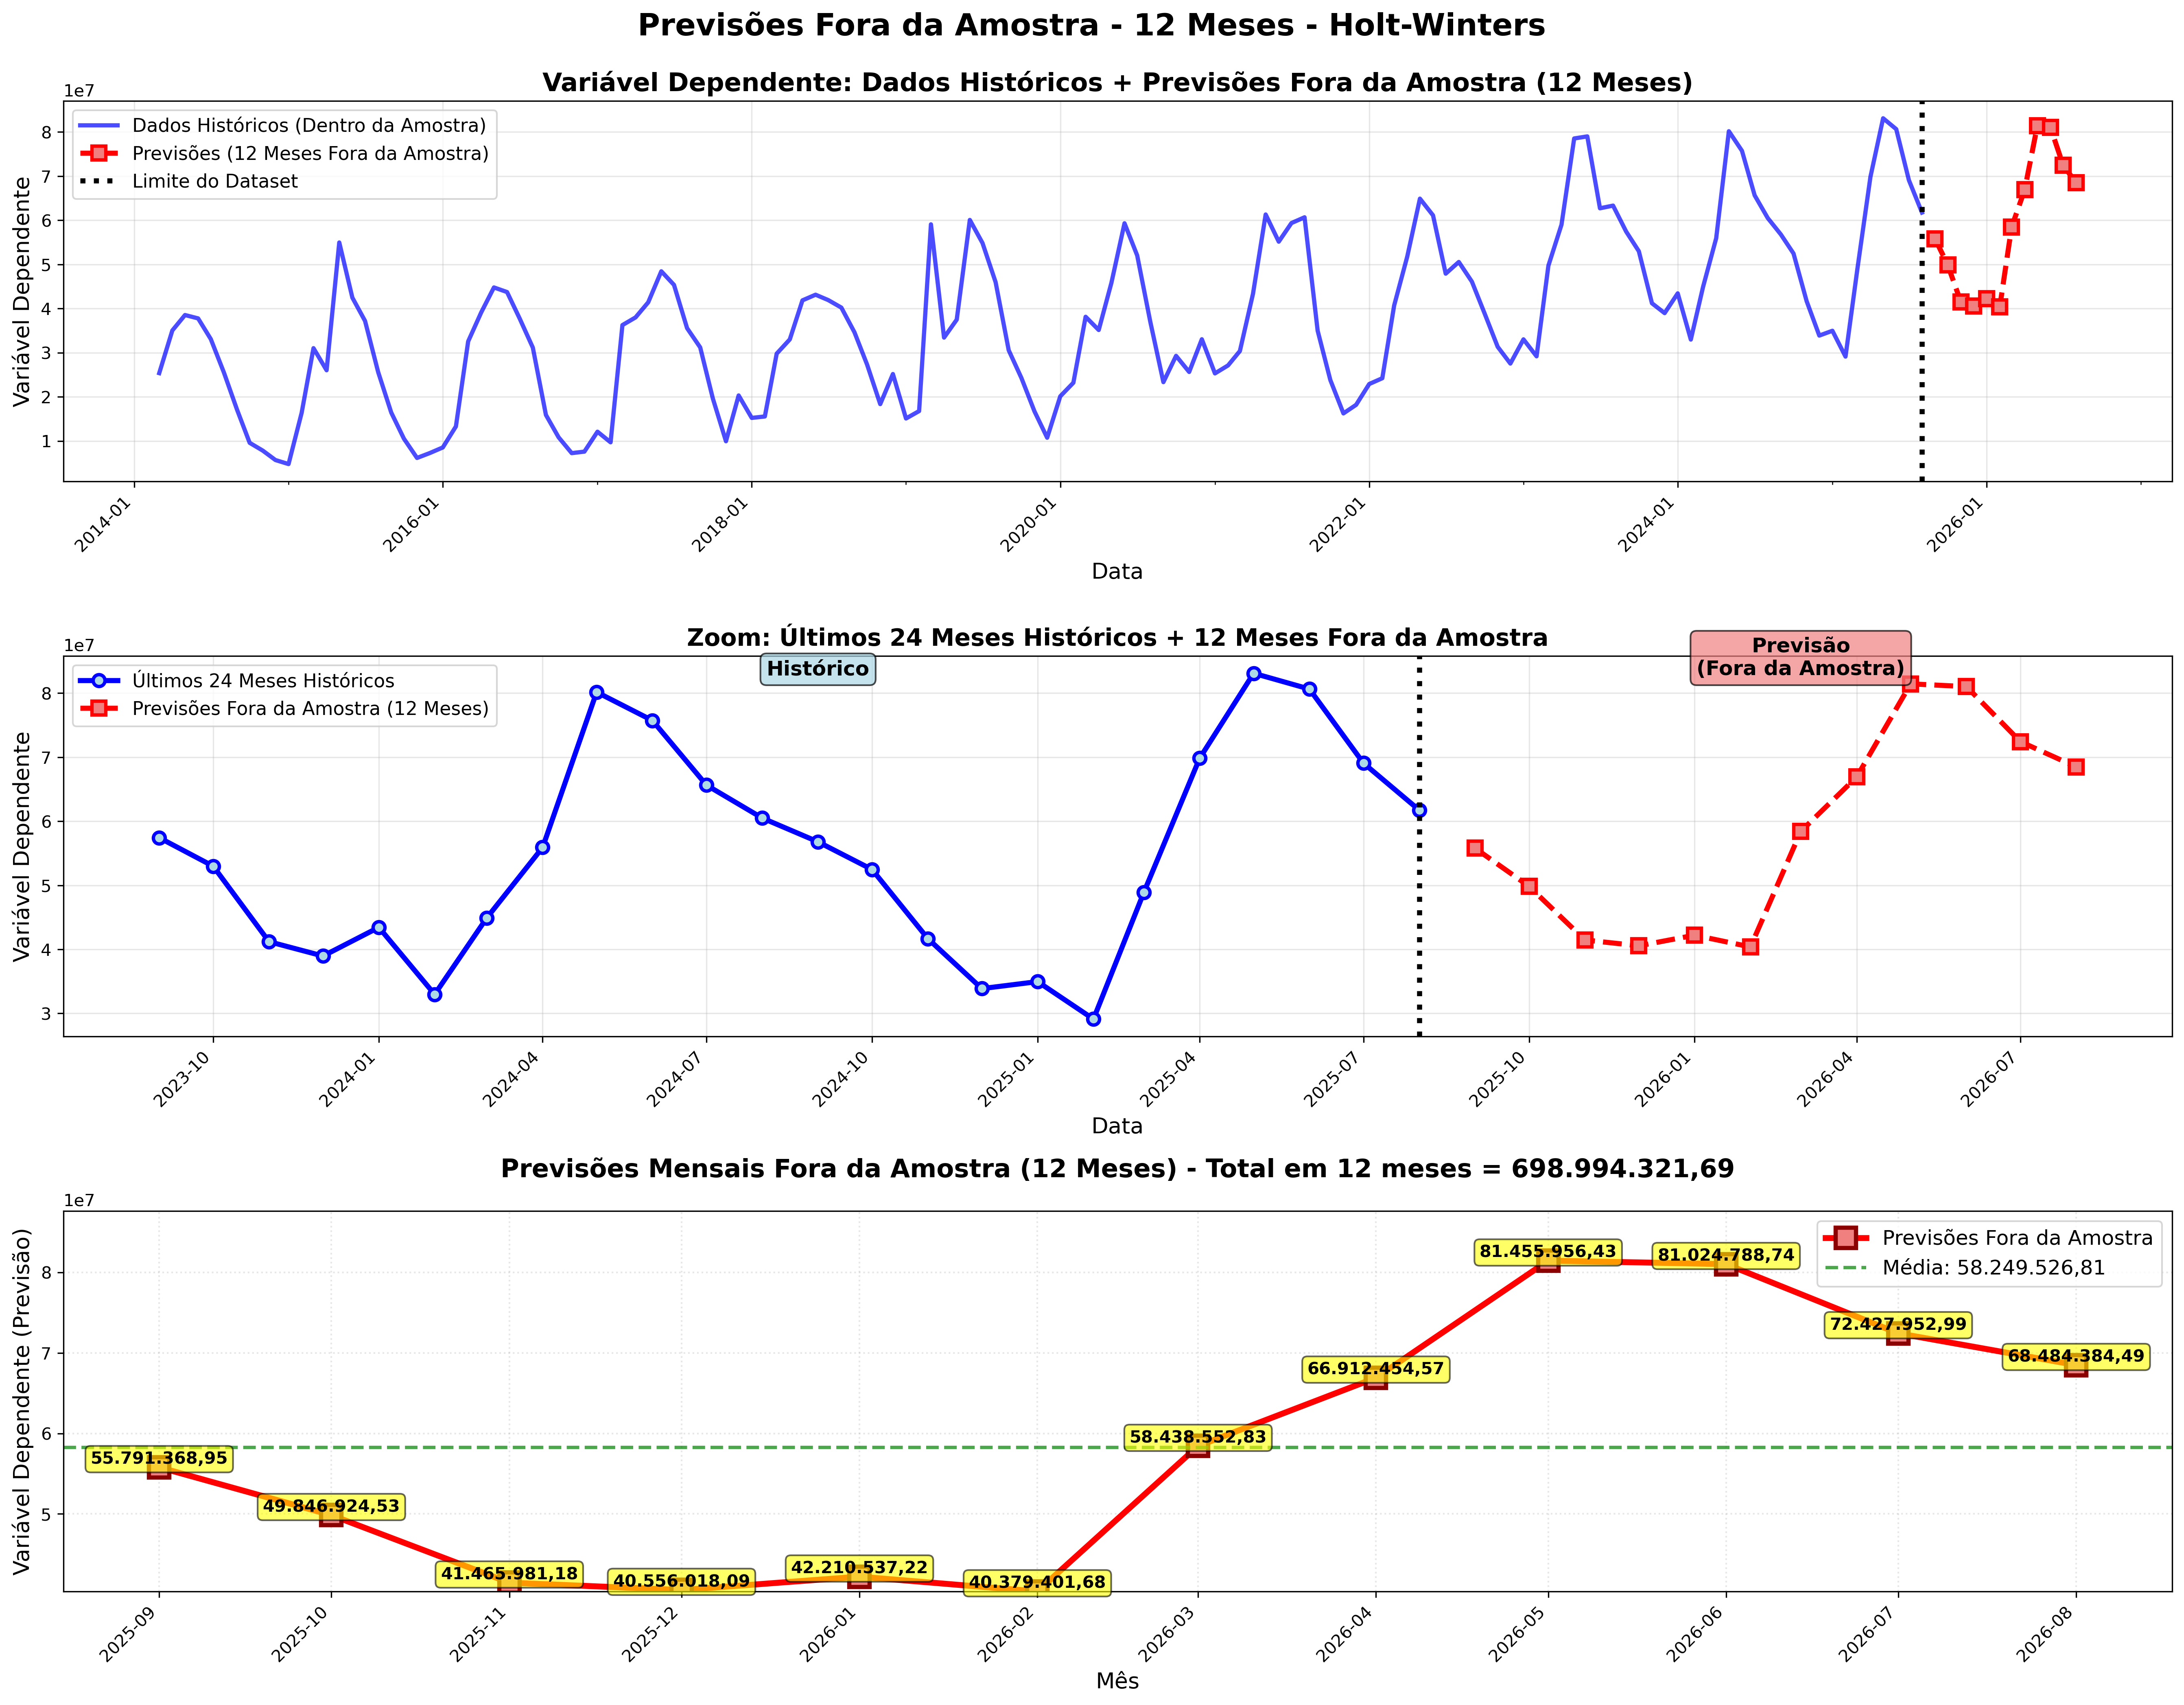 Previsões Fora da Amostra - 12 Meses - Holt-Winters
Variável Dependente: Dados Históricos + Previsões Fora da Amostra (12 Meses)
1e7
Dados Históricos (Dentro da Amostra)
Previsões (12 Meses Fora da Amostra)
Limite do Dataset
Variável Dependente
8
7
6
5
4
3
2
1
2014-01
2016-01
2018-01
2020-01
2022-01
2024-01
2026-01
Data
Zoom: Últimos 24 Meses Históricos + 12 Meses Fora da Amostra
1e7
Últimos 24 Meses Históricos
Previsões Fora da Amostra (12 Meses)
Histórico
Previsão
(Fora da Amostra)
Variável Dependente
8
7
6
5
4
3
2023-10
2024-01
2024-04
2024-07
2024-10
2025-01
2025-04
2025-07
2025-10
2026-01
2026-04
2026-07
Data
Previsões Mensais Fora da Amostra (12 Meses) - Total em 12 meses = 698.994.321,69
1e7
Previsões Fora da Amostra
Média: 58.249.526,81
Variável Dependente (Previsão)
8
7
6
5
55.791.368,95
49.846.924,53
41.465.981,18
40.556.018,09
42.210.537,22
40.379.401,68
58.438.552,83
66.912.454,57
81.455.956,43
81.024.788,74
72.427.952,99
68.484.384,49
2025-09
2025-10
2025-11
2025-12
2026-01
2026-02
2026-03
2026-04
2026-05
2026-06
2026-07
2026-08
Mês